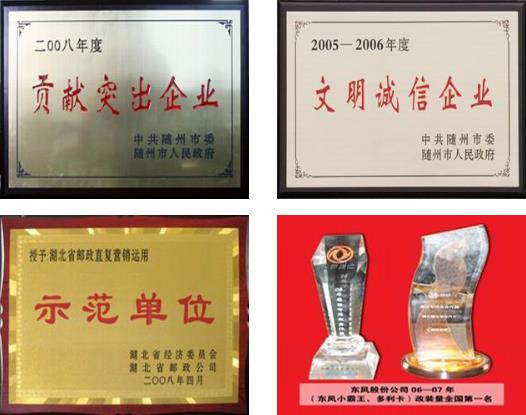 二00八年度
贡献突出企业
中共随州市委
随州市人民政府
2005—2006年度
文明诚信企业
中共随州市委
随州市人民政府
授予:湖北省邮政直复营销运用
示范单位
湖北省经济委员会
湖北省邮政公司
二00八年四月
东风股份公司06—07年
(东风小霸王、多利卡)改装量全国第一名